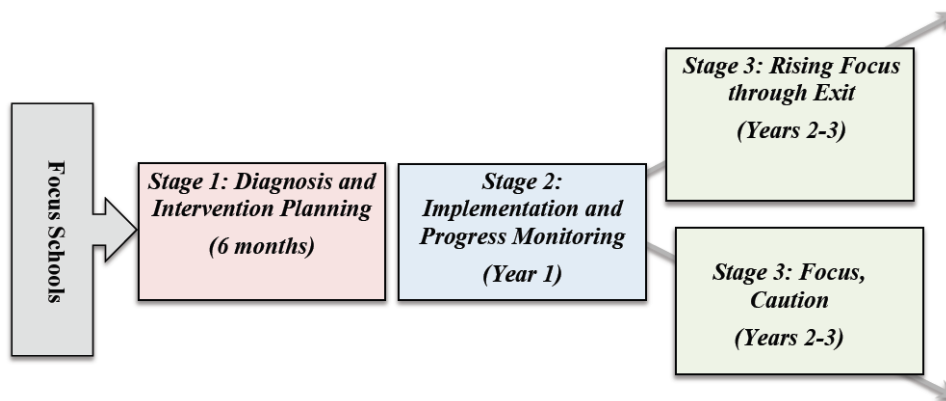 Focus Schools
Stage 1: Diagnosis and
Intervention Planning
(6 months)
Stage 2:
Implementation and
Progress Monitoring
(Year 1)
Stage 3: Rising Focus
through Exit
(Years 2-3)
Stage 3: Focus,
Caution
(Years 2-3)